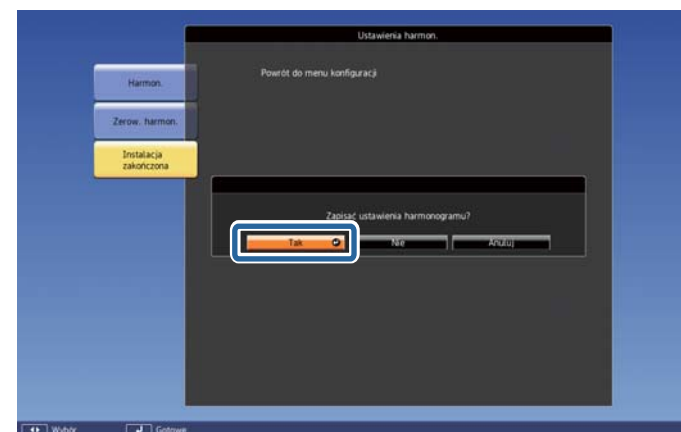 Ustawienia harmon.
Powrót do menu konfiguracji
Harmon.
Zerow. harmon.
Instalacja
zakończona
Zapisać ustawienia harmonogramu?
Tak
Nie
Anuluj
Wybór
Gotowe